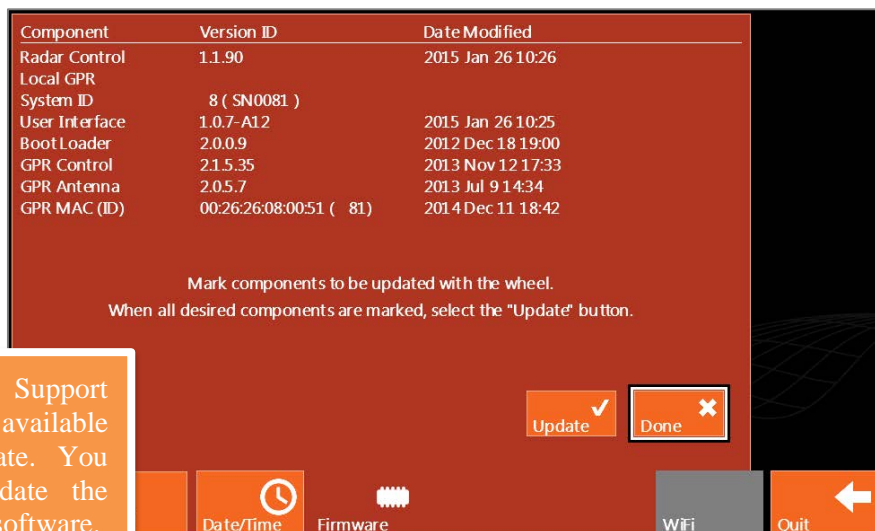 Component Version ID Date Modified
Radar Control 1.1.90 2015 Jan 26 10:26
Local GPR
System ID 8 ( SN0081 )
User Interface 1.0.7-A12 2015 Jan 26 10:25
Boot Loader 2.0.0.9 2012 Dec 18 19:00
GPR Control 2.1.5.35 2013 Nov 12 17:33
GPR Antenna 2.0.5.7 2013 Jul 9 14:34
GPR MAC (ID) 00:26:26:08:00:51 ( 81) 2014 Dec 11 18:42
Mark components to be updated with the wheel.
When all desired components are marked, select the "Update" button.
Support
available
You
the
software.
Update
Done
Date/Time
Firmware
WiFi
Quit